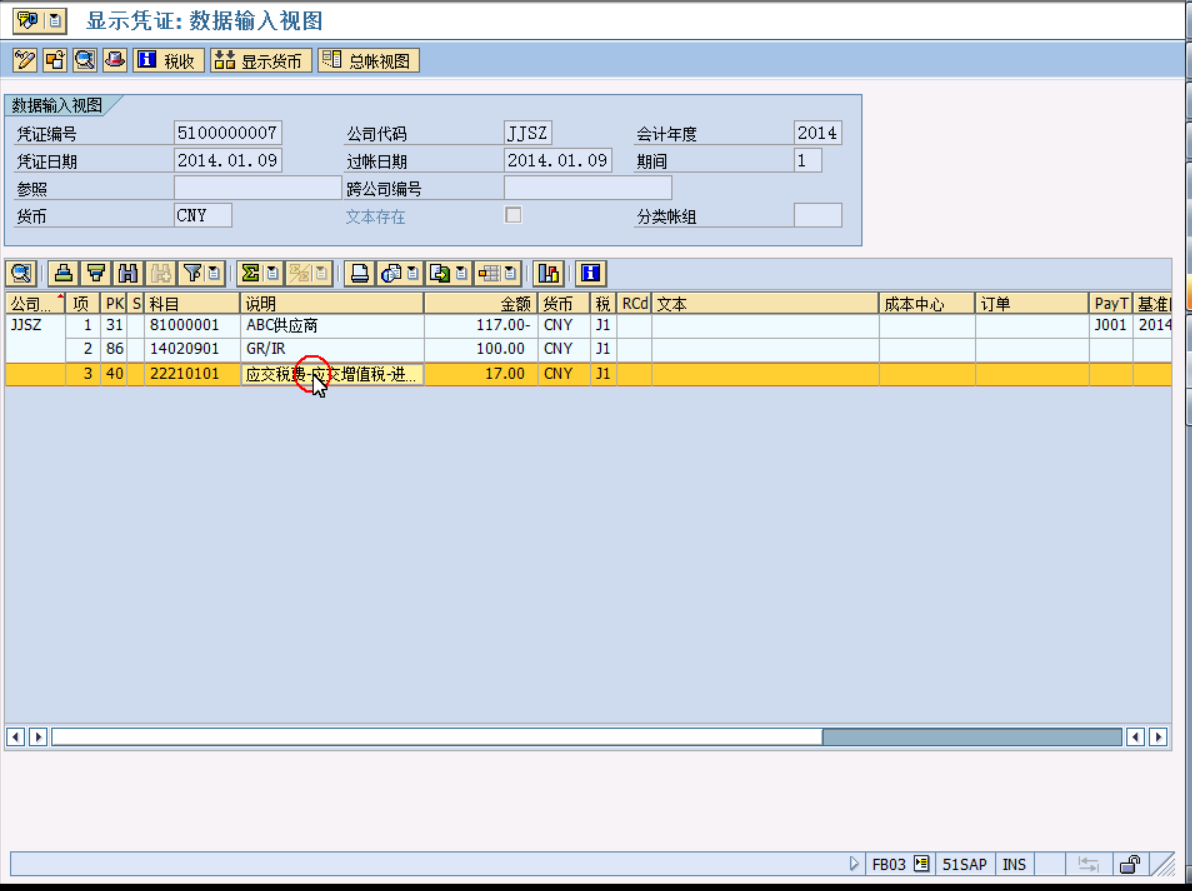 显示凭证: 数据输入视图
税收 显示货币 总帐视图
数据输入视图
凭证编号 5100000007 公司代码 JJSZ 会计年度 2014
凭证日期 2014.01.09 过帐日期 2014.01.09 期间 1
参照 跨公司编号
货币 CNY 文本存在 分类帐组
公司... 项 PK S 科目 说明 金额 货币 税 RCd 文本 成本中心 订单 PayT 基准
JJSZ 1 31 81000001 ABC供应商 117.00- CNY J1 J001 2014
2 86 14020901 GR/IR 100.00 CNY J1
3 40 22210101 应交税费-应交增值税-进... 17.00 CNY J1
FB03 51SAP INS